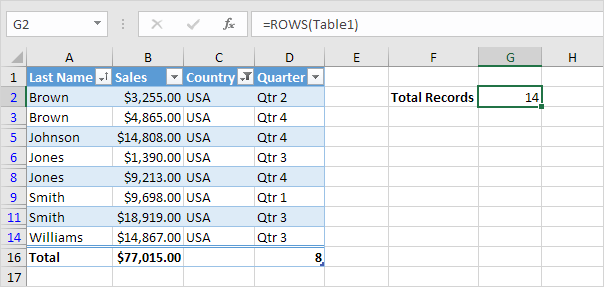 G2 =ROWS(Table1)
A B C D E F G H
1 Last Name Sales Country Quarter
2 Brown $3,255.00 USA Qtr 2 Total Records 14
3 Brown $4,865.00 USA Qtr 4
5 Johnson $14,808.00 USA Qtr 4
6 Jones $1,390.00 USA Qtr 3
8 Jones $9,213.00 USA Qtr 4
9 Smith $9,698.00 USA Qtr 1
11 Smith $18,919.00 USA Qtr 3
14 Williams $14,867.00 USA Qtr 3
16 Total $77,015.00 8
17